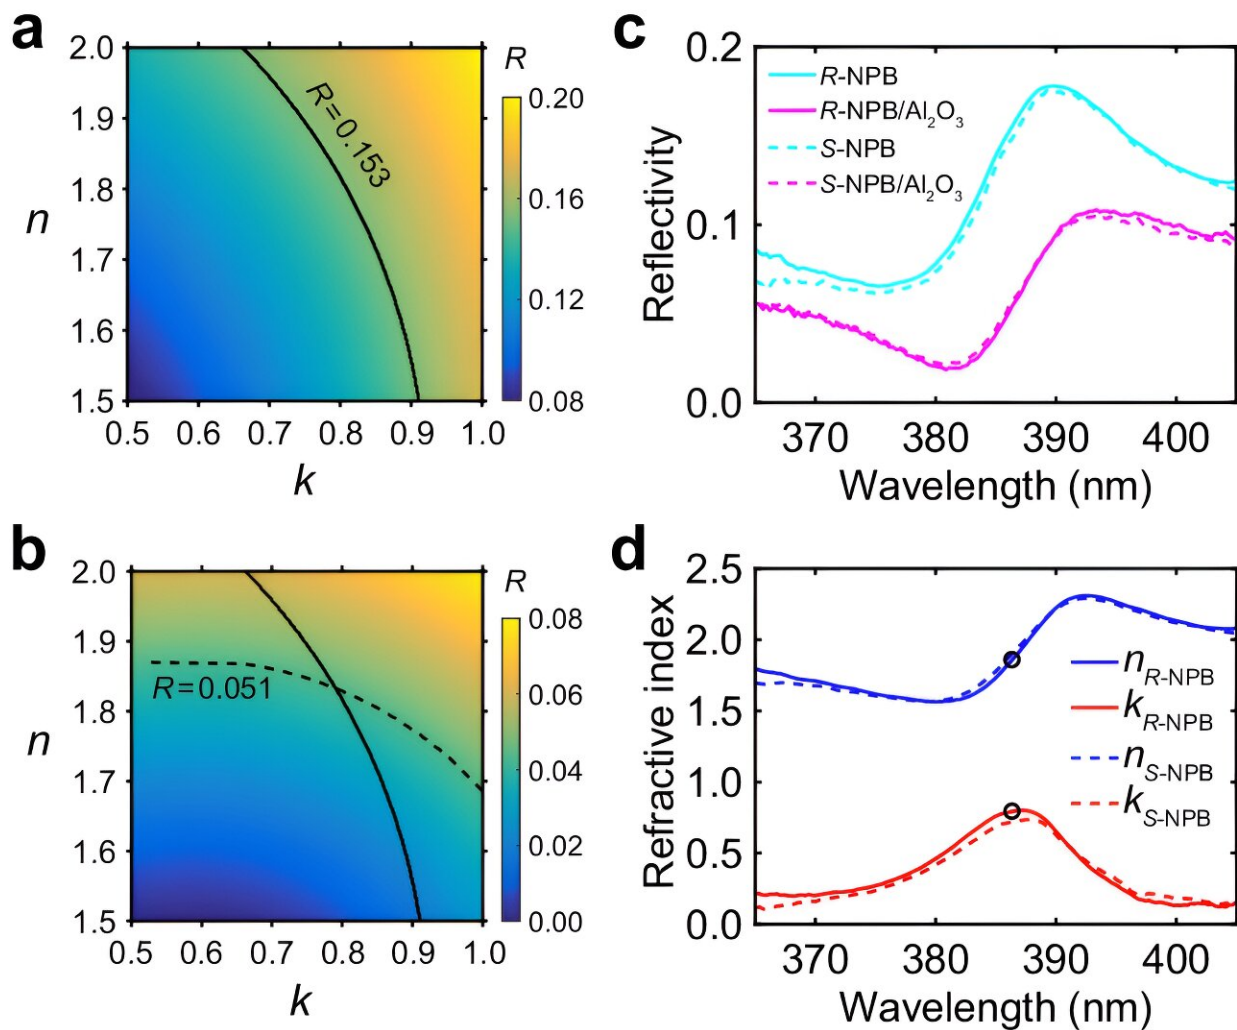 a
2.0
1.9
1.8
1.7
1.6
1.5
n
0.5 0.6 0.7 0.8 0.9 1.0
k
R=0.153
R
0.20
0.16
0.12
0.08
c
0.2
0.1
0.0
Reflectivity
R-NPB
R-NPB/Al₂O₃
S-NPB
S-NPB/Al₂O₃
370 380 390 400
Wavelength (nm)
b
2.0
1.9
1.8
1.7
1.6
1.5
n
0.5 0.6 0.7 0.8 0.9 1.0
k
R=0.051
R
0.08
0.06
0.04
0.02
0.00
d
2.5
2.0
1.5
1.0
0.5
0.0
Refractive index
n R-NPB
k R-NPB
n S-NPB
k S-NPB
370 380 390 400
Wavelength (nm)